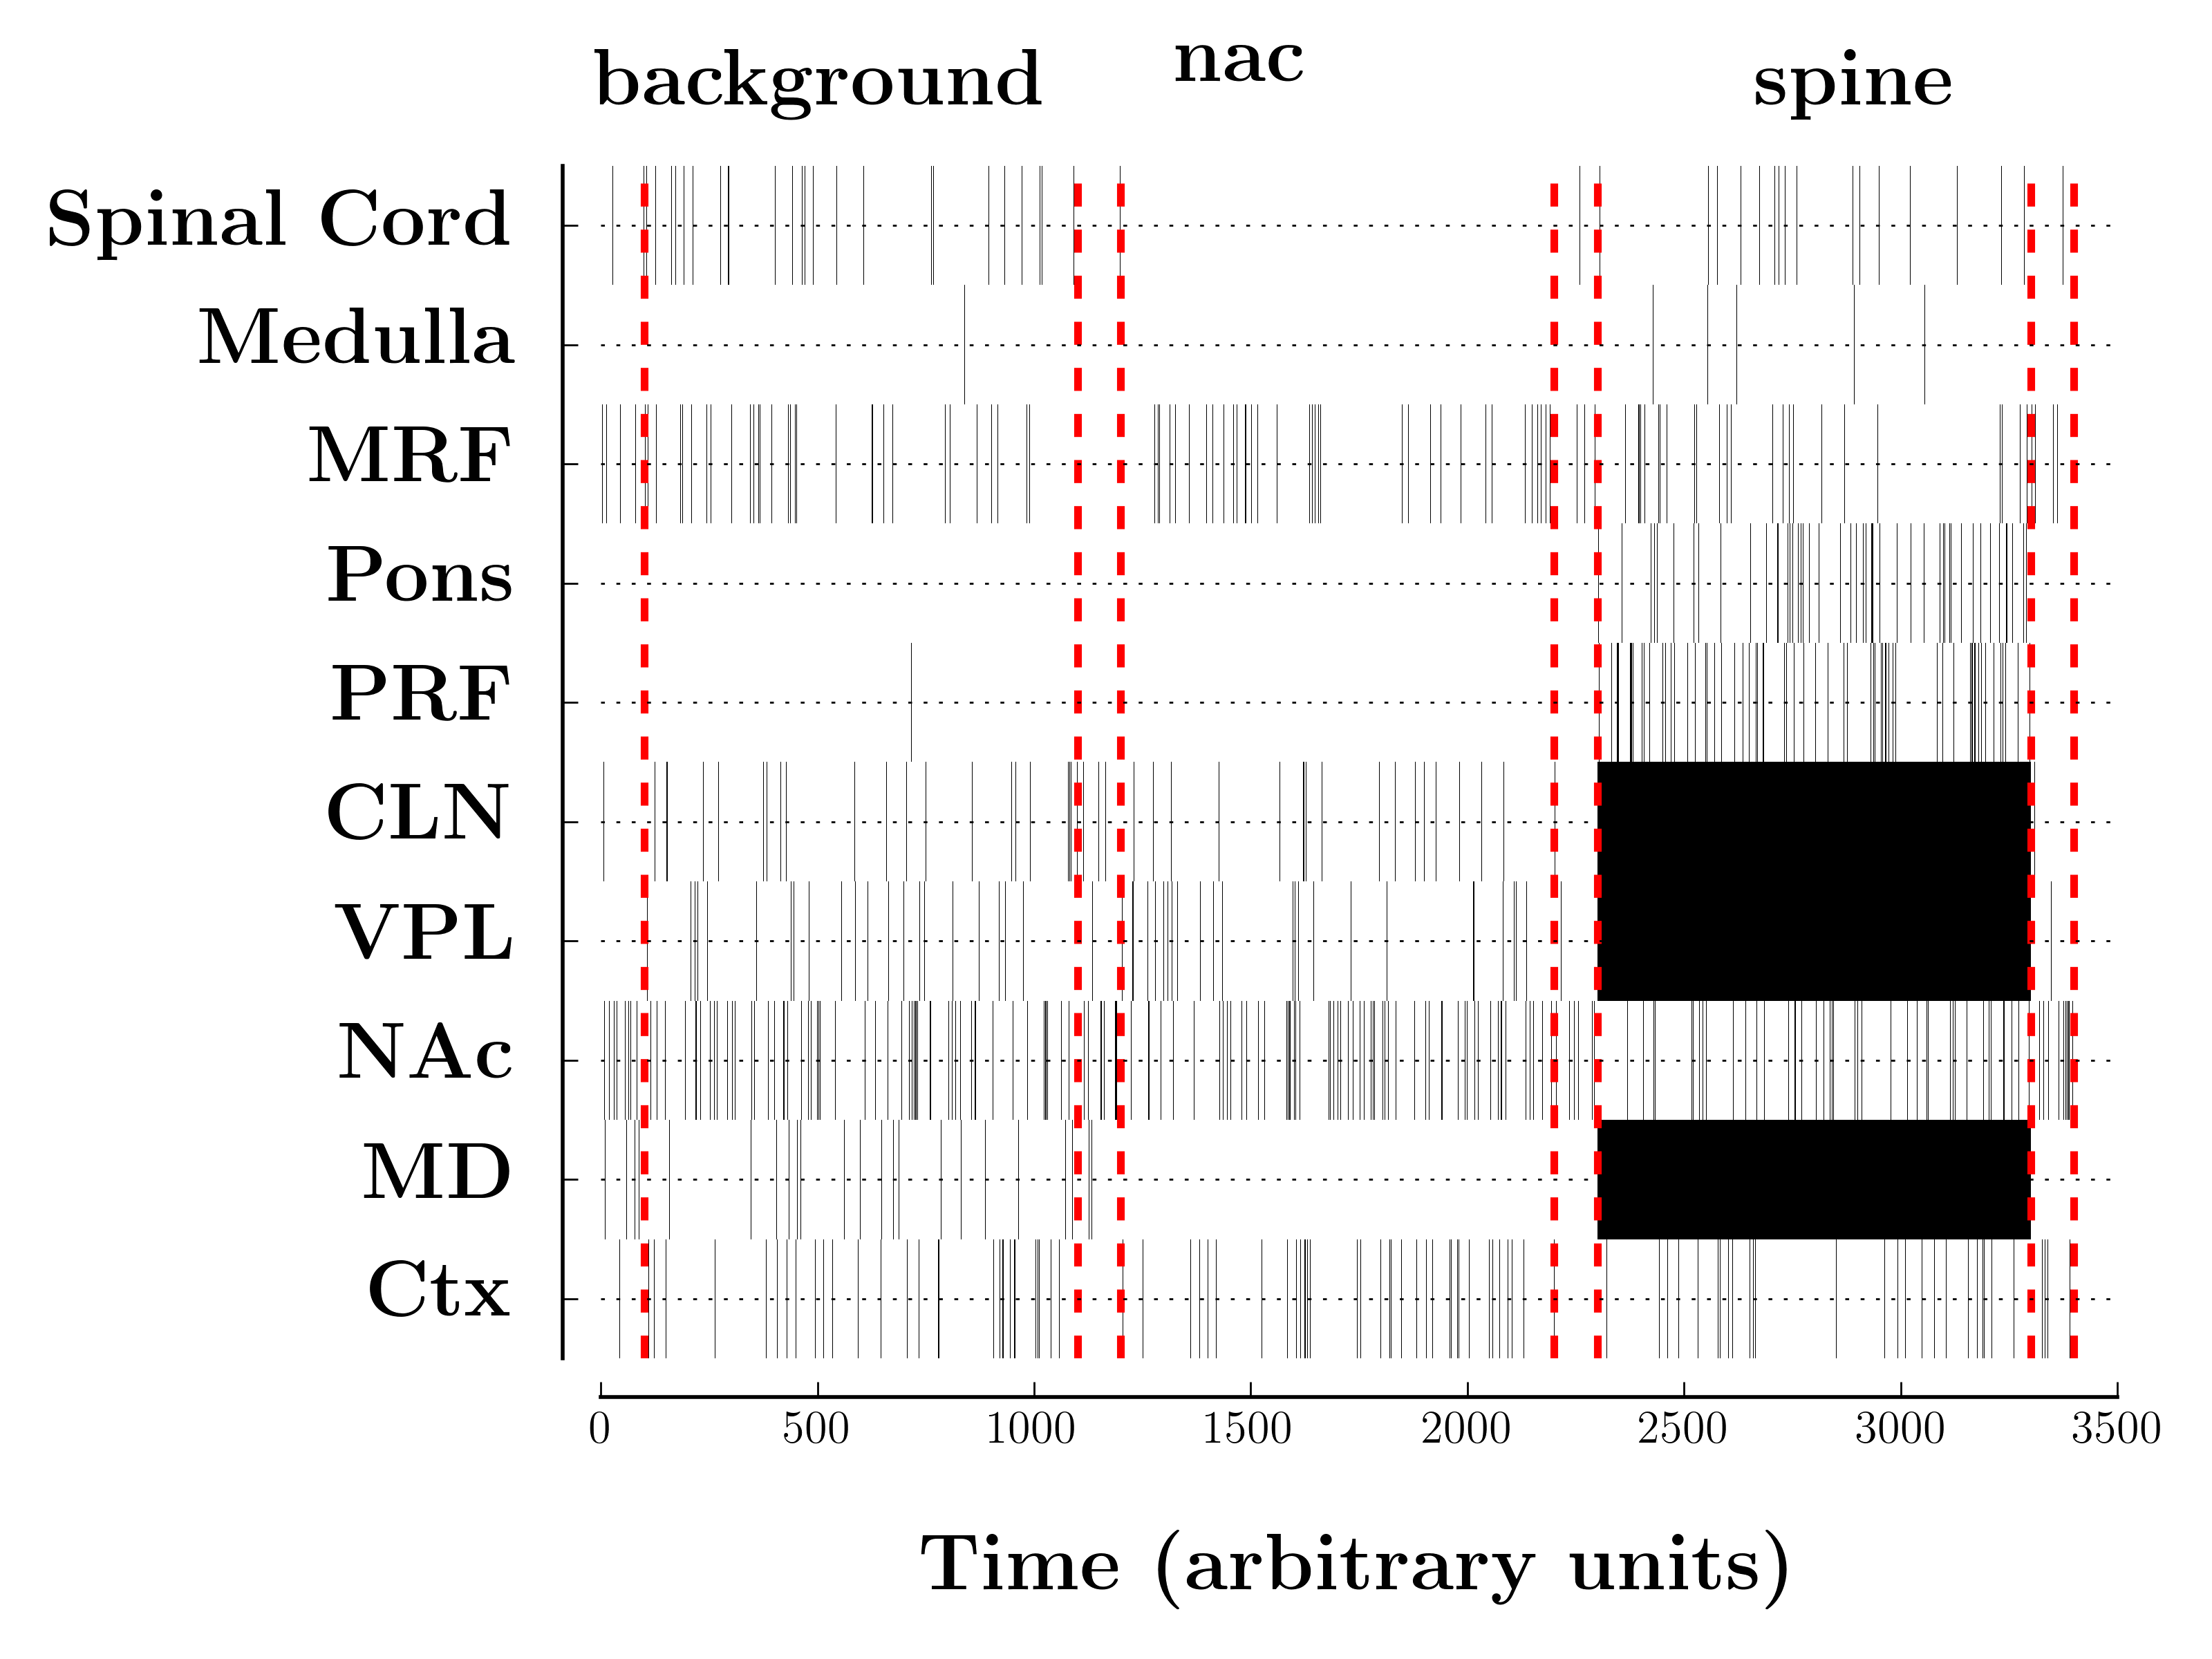 nac
background
spine
Spinal Cord
Medulla
MRF
Pons
PRF
CLN
VPL
NAc
MD
Ctx
0 500 1000 1500 2000 2500 3000 3500
Time (arbitrary units)